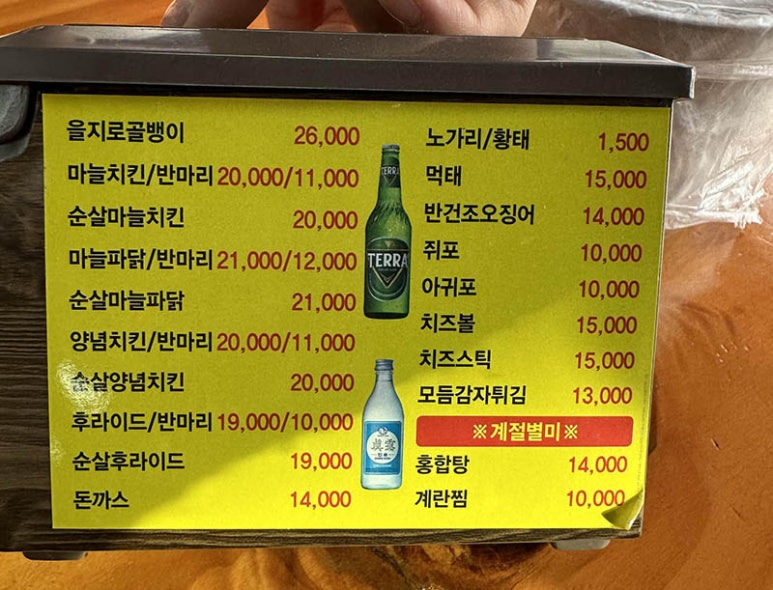 을지로골뱅이 26,000
마늘치킨/반마리 20,000/11,000
순살마늘치킨 20,000
마늘파닭/반마리 21,000/12,000
순살마늘파닭 21,000
양념치킨/반마리 20,000/11,000
순살양념치킨 20,000
후라이드/반마리 19,000/10,000
순살후라이드 19,000
돈까스 14,000
TERRA
TERRA
眞露
노가리/황태 1,500
먹태 15,000
반건조오징어 14,000
쥐포 10,000
아귀포 10,000
치즈볼 15,000
치즈스틱 15,000
모듬감자튀김 13,000
※계절별미※
홍합탕 14,000
계란찜 10,000